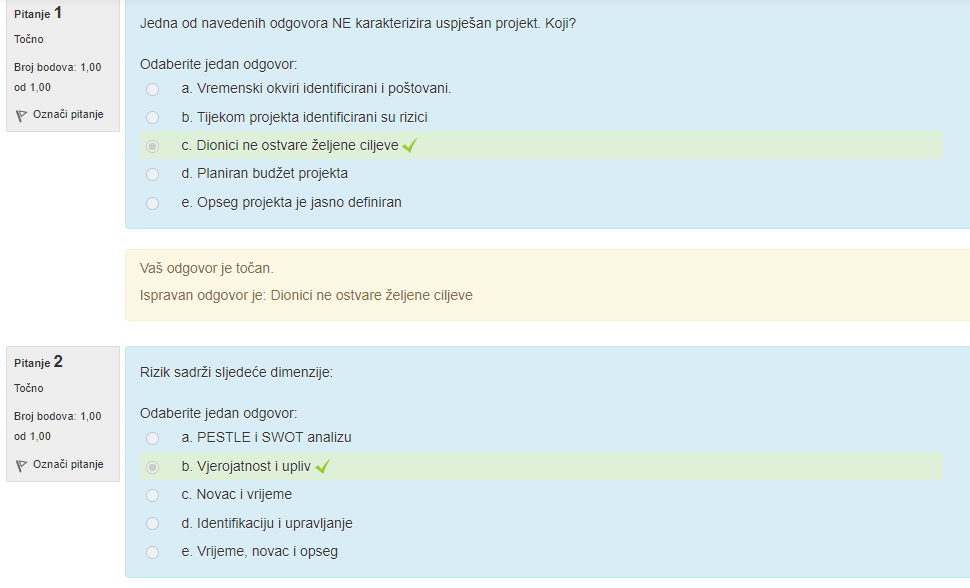 Pitanje 1
Točno
Broj bodova: 1,00
od 1,00
Označi pitanje
Jedna od navedenih odgovora NE karakterizira uspješan projekt. Koji?
Odaberite jedan odgovor:
a. Vremenski okviri identificirani i poštovani.
b. Tijekom projekta identificirani su rizici
c. Dionici ne ostvare željene ciljeve
d. Planiran budžet projekta
e. Opseg projekta je jasno definiran
Vaš odgovor je točan.
Ispravan odgovor je: Dionici ne ostvare željene ciljeve
Pitanje 2
Točno
Broj bodova: 1,00
od 1,00
Označi pitanje
Rizik sadrži sljedeće dimenzije:
Odaberite jedan odgovor:
a. PESTLE i SWOT analizu
b. Vjerojatnost i upliv
c. Novac i vrijeme
d. Identifikaciju i upravljanje
e. Vrijeme, novac i opseg